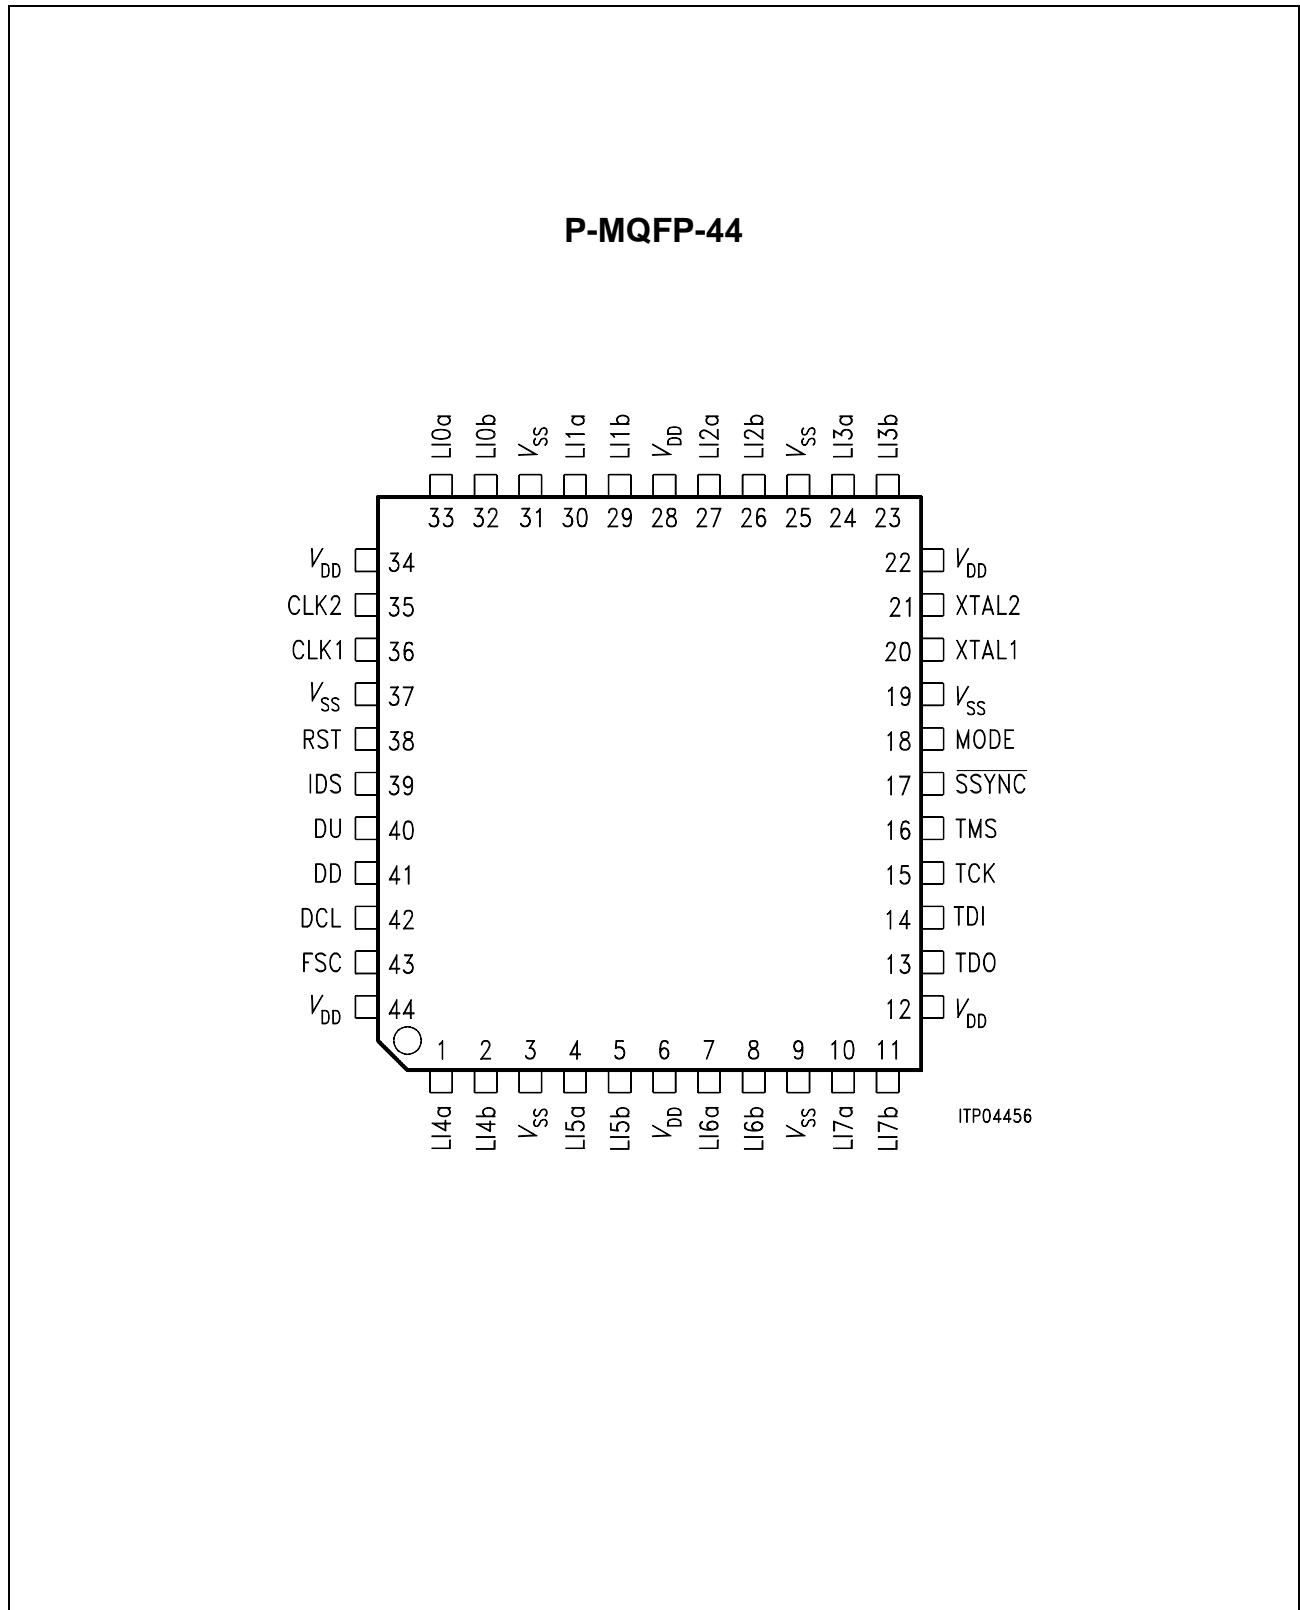 P-MQFP-44
LI0a LI0b VSS LI1a LI1b VDD LI2a LI2b VSS LI3a LI3b
33 32 31 30 29 28 27 26 25 24 23
VDD 34 22 VDD
CLK2 35 21 XTAL2
CLK1 36 20 XTAL1
VSS 37 19 VSS
RST 38 18 MODE
IDS 39 17 SSYNC
DU 40 16 TMS
DD 41 15 TCK
DCL 42 14 TDI
FSC 43 13 TDO
VDD 44 12 VDD
1 2 3 4 5 6 7 8 9 10 11
LI4a LI4b VSS LI5a LI5b VDD LI6a LI6b VSS LI7a LI7b
ITP04456